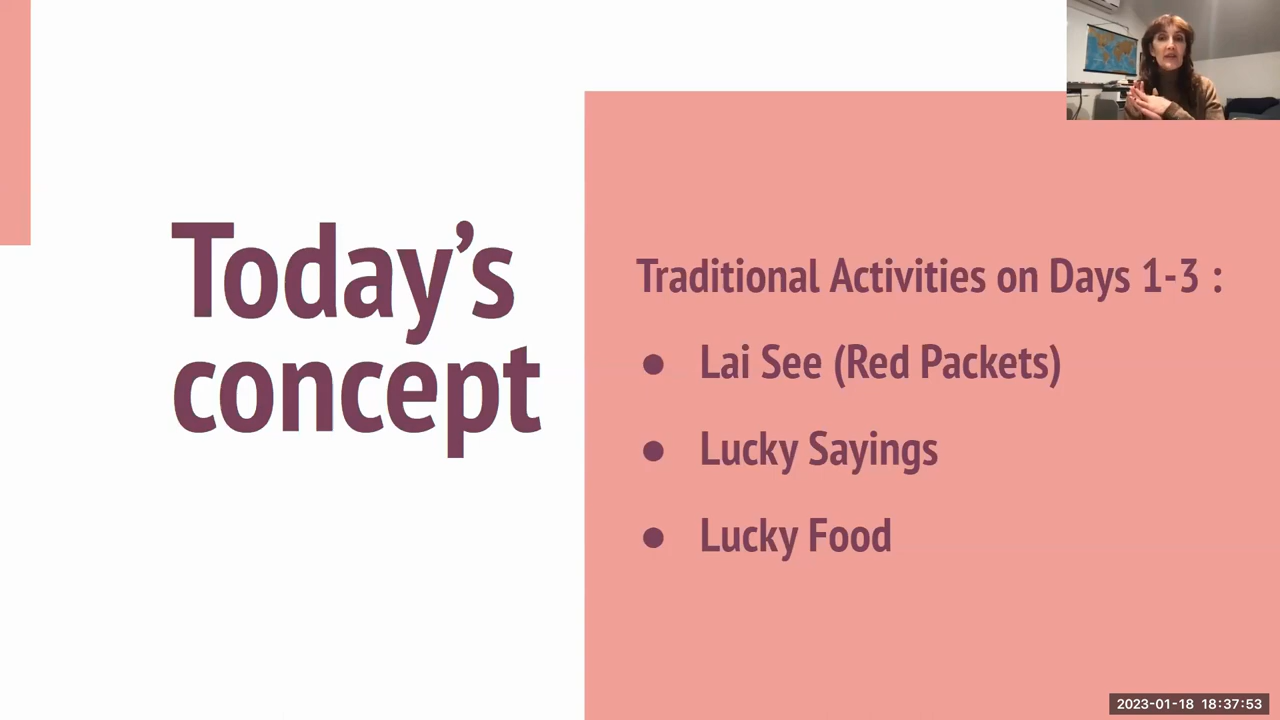 Today’s
concept
Traditional Activities on Days 1-3 :
● Lai See (Red Packets)
● Lucky Sayings
● Lucky Food
2023-01-18 18:37:53